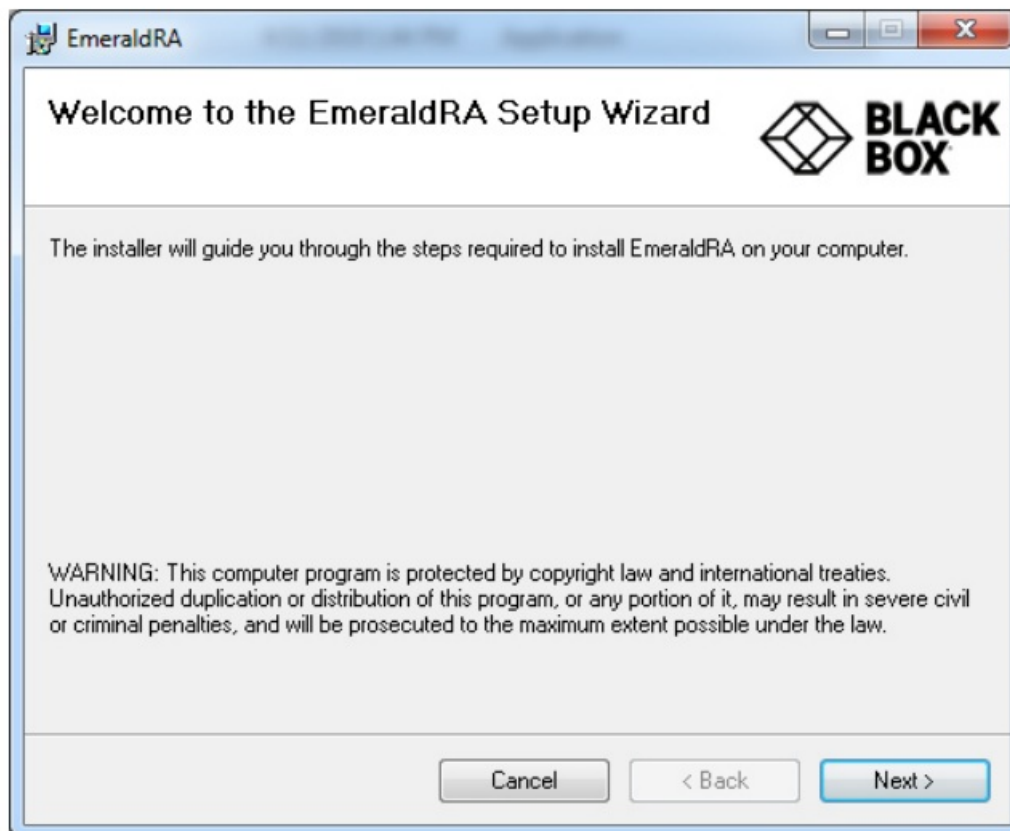 EmeraldRA
Welcome to the EmeraldRA Setup Wizard
BLACK
BOX
The installer will guide you through the steps required to install EmeraldRA on your computer.
WARNING: This computer program is protected by copyright law and international treaties.
Unauthorized duplication or distribution of this program, or any portion of it, may result in severe civil
or criminal penalties, and will be prosecuted to the maximum extent possible under the law.
Cancel
< Back
Next >